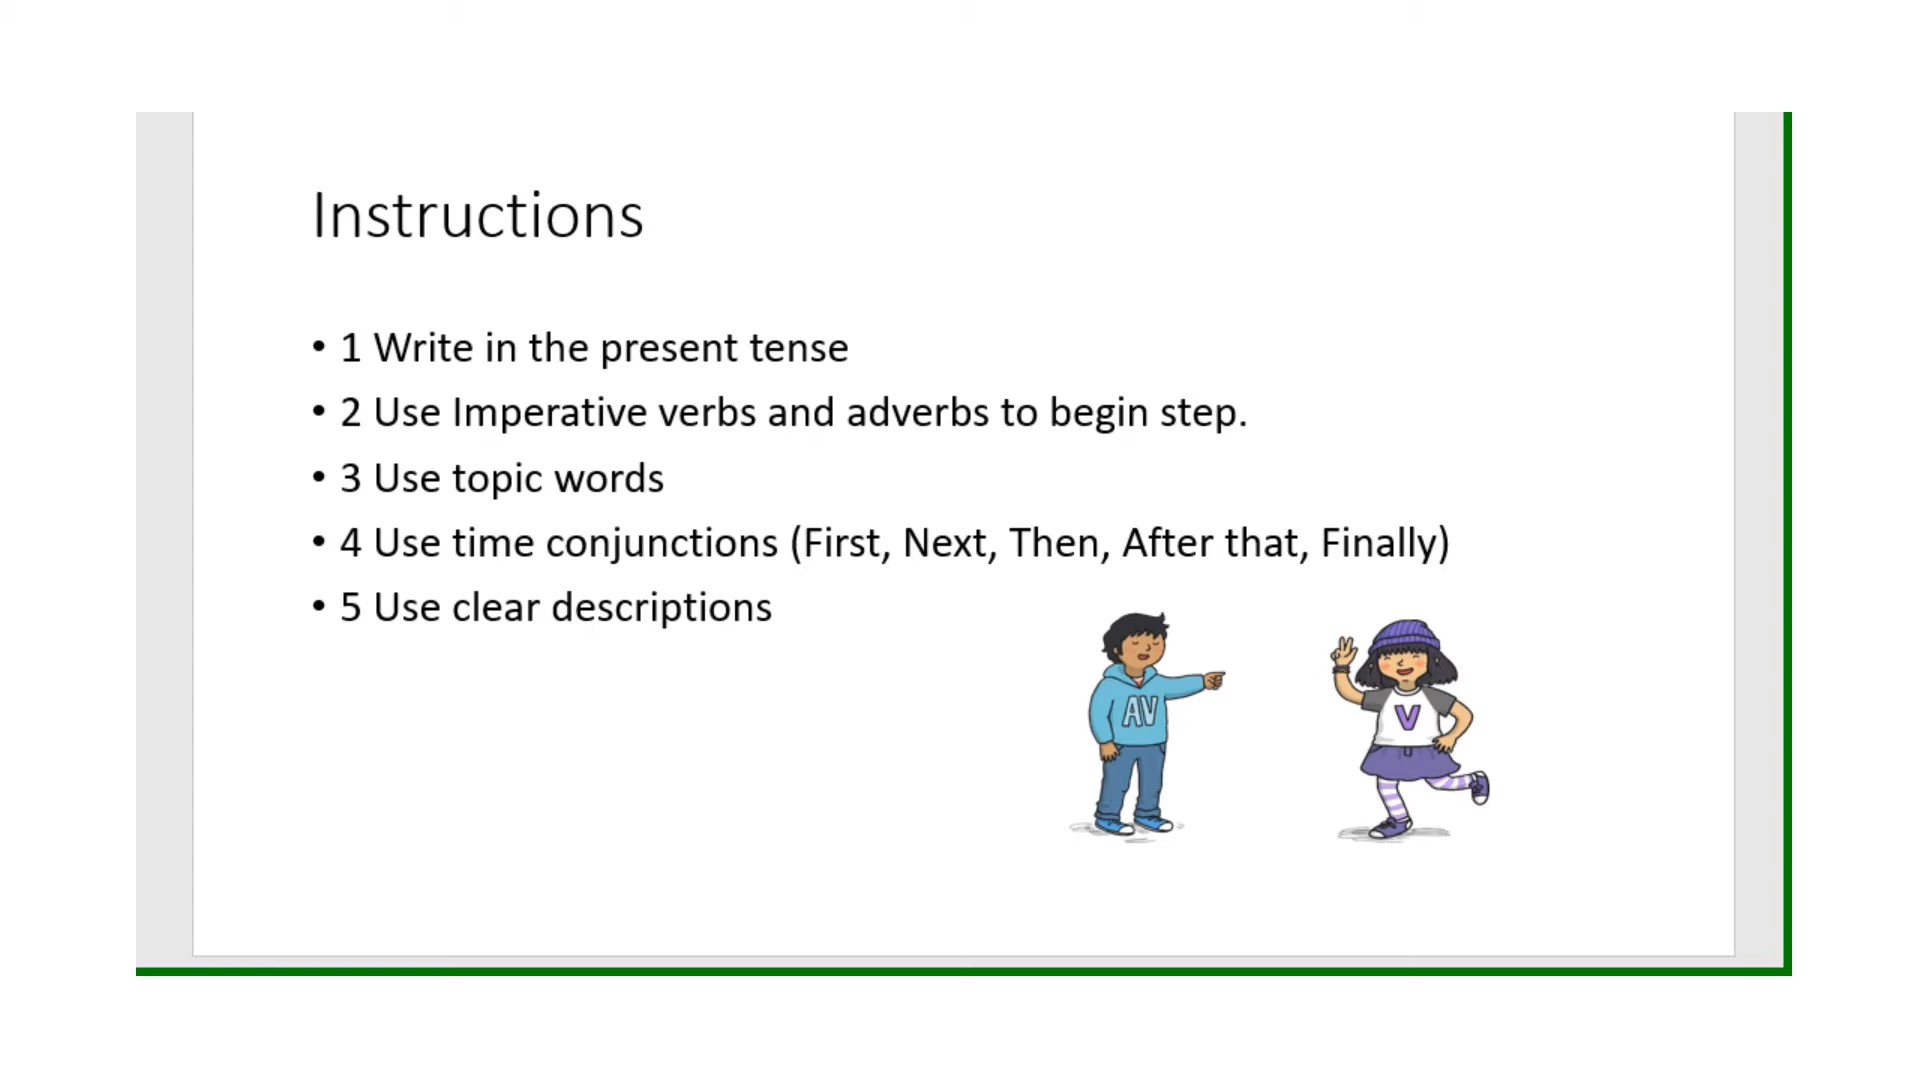 Instructions
• 1 Write in the present tense
• 2 Use Imperative verbs and adverbs to begin step.
• 3 Use topic words
• 4 Use time conjunctions (First, Next, Then, After that, Finally)
• 5 Use clear descriptions
AV
V